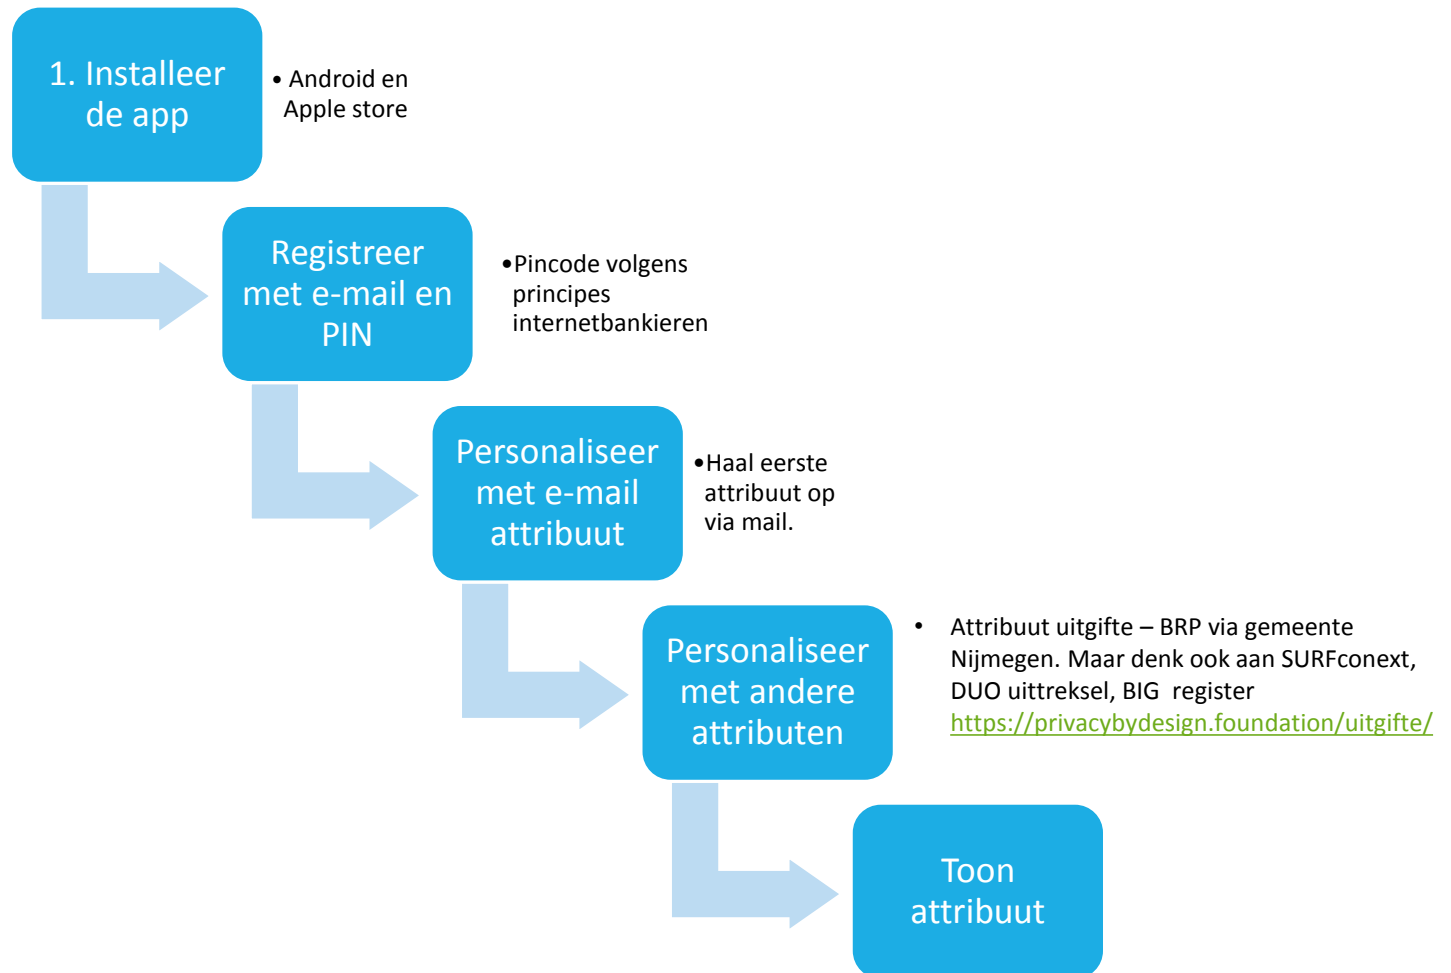 1. Installeer
de app
• Android en
Apple store
Registreer
met e-mail en
PIN
•Pincode volgens
principes
internetbankieren
Personaliseer
met e-mail
attribuut
•Haal eerste
attribuut op
via mail.
Personaliseer
met andere
attributen
• Attribuut uitgifte – BRP via gemeente
Nijmegen. Maar denk ook aan SURFconext,
DUO uittreksel, BIG register
https://privacybydesign.foundation/uitgifte/
Toon
attribuut